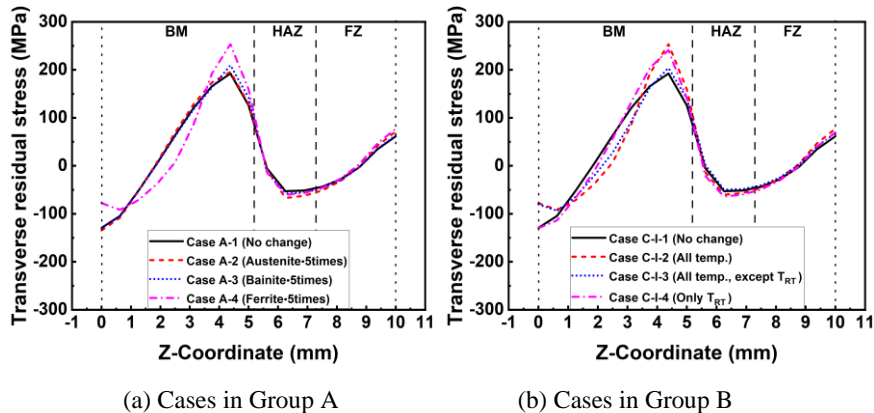 300
200
100
0
-100
-200
-300
Transverse residual stress (MPa)
BM HAZ FZ
Case A-1 (No change)
Case A-2 (Austenite·5times)
Case A-3 (Bainite·5times)
Case A-4 (Ferrite·5times)
-1 0 1 2 3 4 5 6 7 8 9 10 11
Z-Coordinate (mm)
(a) Cases in Group A
300
200
100
0
-100
-200
-300
Transverse residual stress (MPa)
BM HAZ FZ
Case C-I-1 (No change)
Case C-I-2 (All temp.)
Case C-I-3 (All temp., except TRT)
Case C-I-4 (Only TRT)
-1 0 1 2 3 4 5 6 7 8 9 10 11
Z-Coordinate (mm)
(b) Cases in Group B